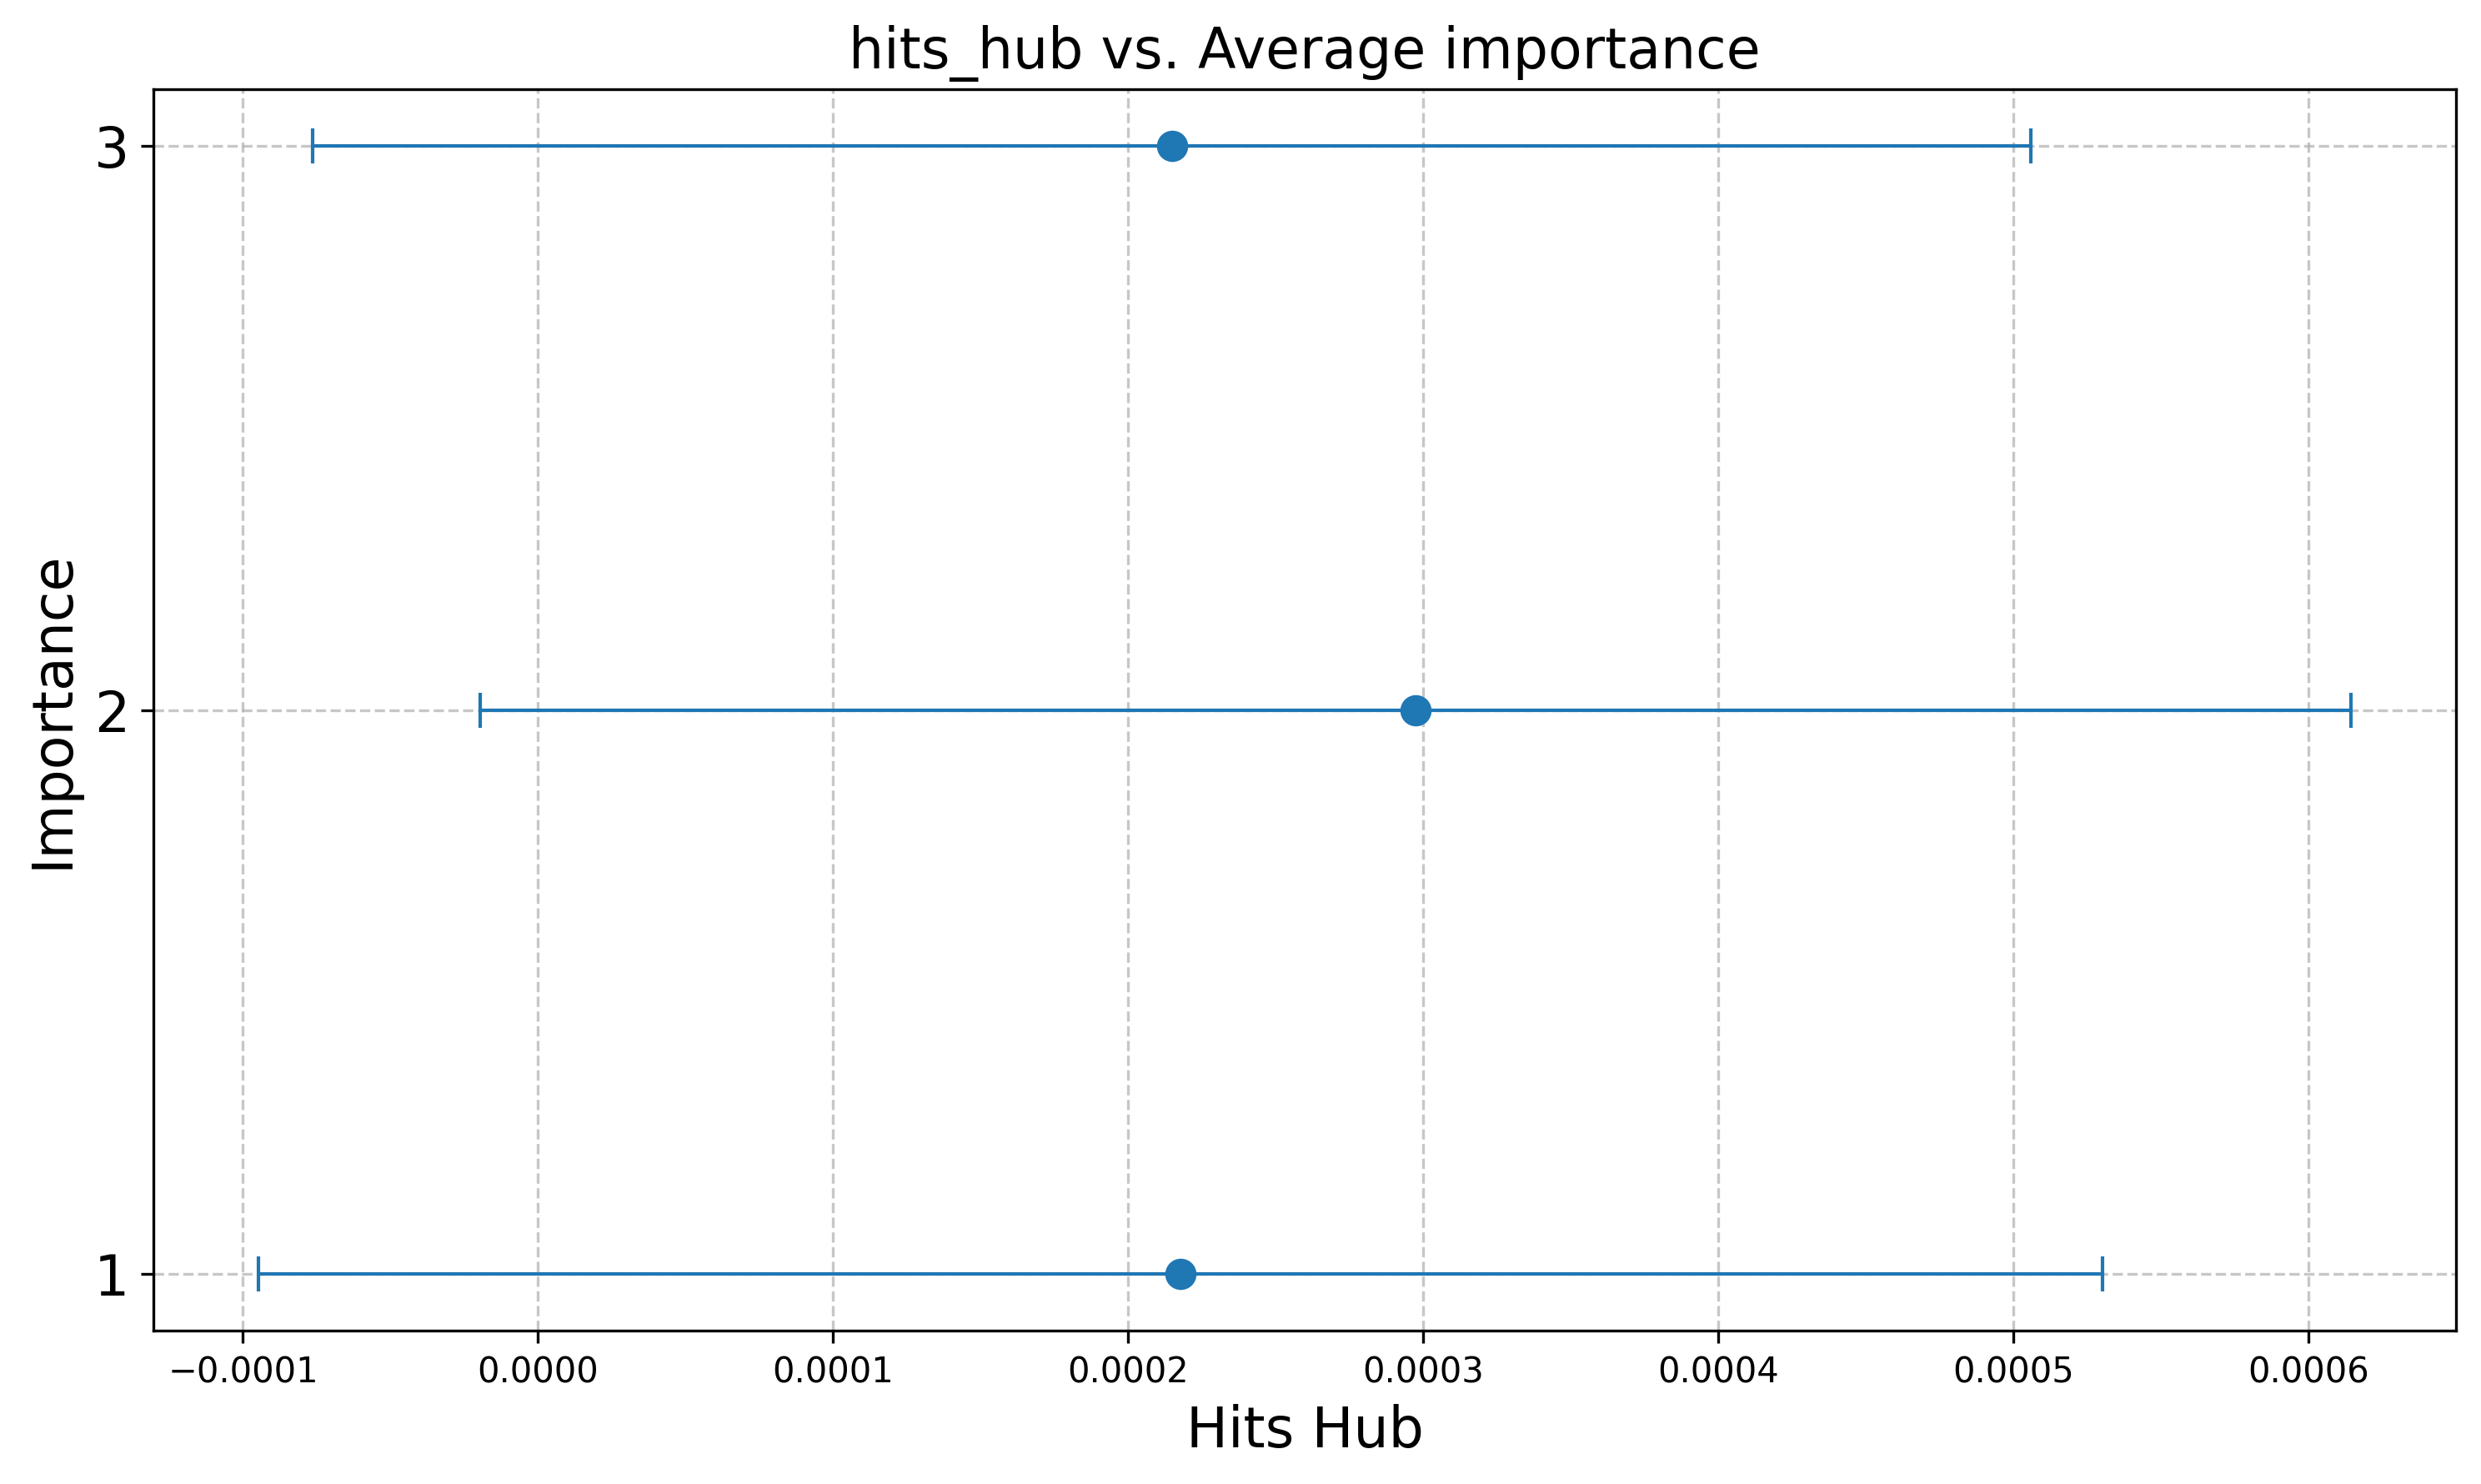 hits_hub vs. Average importance
3
2
1
Importance
−0.0001 0.0000 0.0001 0.0002 0.0003 0.0004 0.0005 0.0006
Hits Hub